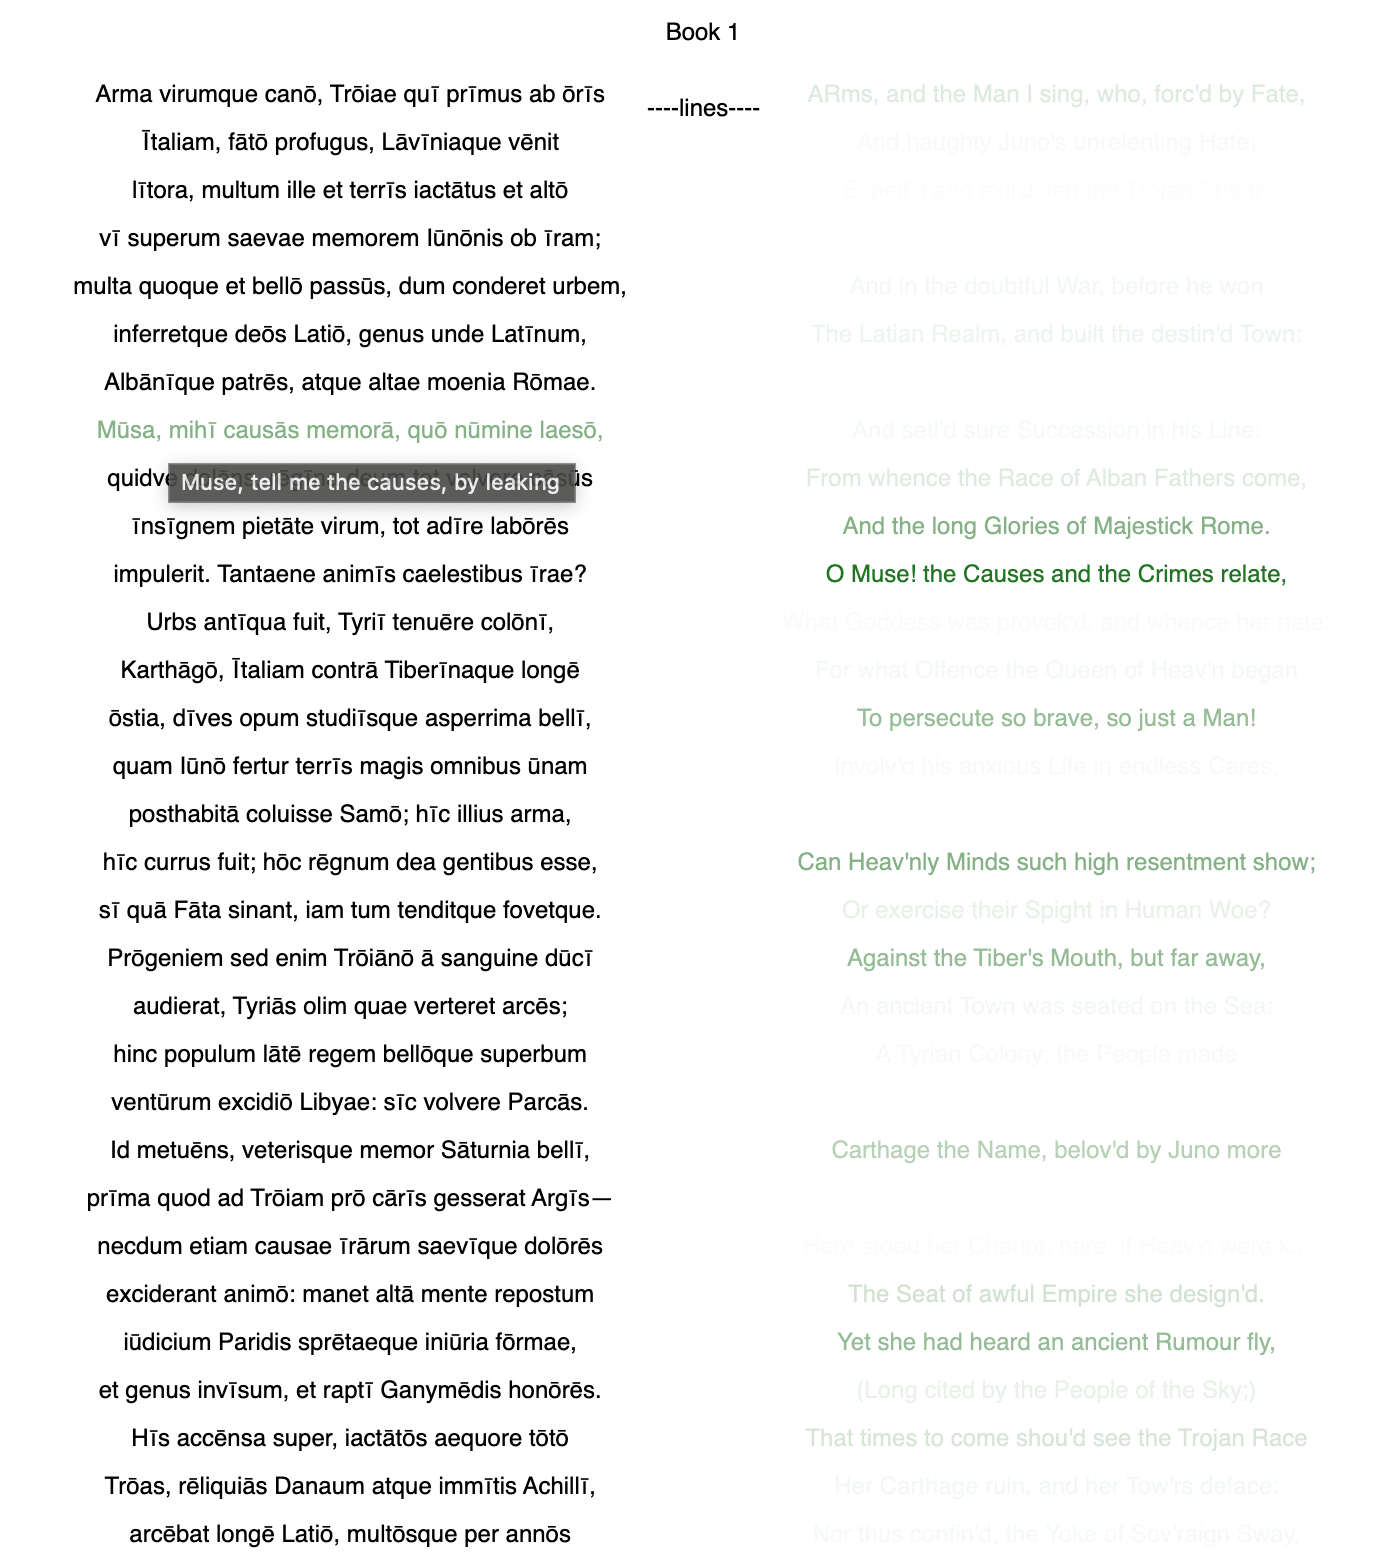 Book 1
----lines----
Arma virumque canō, Trōiae quī prīmus ab ōrīs
Ītaliam, fātō profugus, Lāvīniaque vēnit
lītora, multum ille et terrīs iactātus et altō
vī superum saevae memorem Iūnōnis ob īram;
multa quoque et bellō passūs, dum conderet urbem,
inferretque deōs Latiō, genus unde Latīnum,
Albānīque patrēs, atque altae moenia Rōmae.
Mūsa, mihī causās memorā, quō nūmine laesō,
quidve
Muse, tell me the causes, by leaking
īnsīgnem pietāte virum, tot adīre labōrēs
impulerit. Tantaene animīs caelestibus īrae?
Urbs antīqua fuit, Tyriī tenuēre colōnī,
Karthāgō, Ītaliam contrā Tiberīnaque longē
ōstia, dīves opum studiīsque asperrima bellī,
quam Iūnō fertur terrīs magis omnibus ūnam
posthabitā coluisse Samō; hīc illius arma,
hīc currus fuit; hōc rēgnum dea gentibus esse,
sī quā Fāta sinant, iam tum tenditque fovetque.
Prōgeniem sed enim Trōiānō ā sanguine dūcī
audierat, Tyriās olim quae verteret arcēs;
hinc populum lātē regem bellōque superbum
ventūrum excidiō Libyae: sīc volvere Parcās.
Id metuēns, veterisque memor Sāturnia bellī,
prīma quod ad Trōiam prō cārīs gesserat Argīs—
necdum etiam causae īrārum saevīque dolōrēs
exciderant animō: manet altā mente repostum
iūdicium Paridis sprētaeque iniūria fōrmae,
et genus invīsum, et raptī Ganymēdis honōrēs.
Hīs accēnsa super, iactātōs aequore tōtō
Trōas, rēliquiās Danaum atque immītis Achillī,
arcēbat longē Latiō, multōsque per annōs
ARms, and the Man I sing, who, forc'd by Fate,
And haughty Juno's unrelenting Hate;
Expell'd and exil'd, left the Trojan Shoar:
And in the doubtful War, before he won
The Latian Realm, and built the destin'd Town:
And setl'd sure Succession in his Line:
From whence the Race of Alban Fathers come,
And the long Glories of Majestick Rome.
O Muse! the Causes and the Crimes relate,
What Goddess was provok'd, and whence her hate:
For what Offence the Queen of Heav'n began
To persecute so brave, so just a Man!
Involv'd his anxious Life in endless Cares,
Can Heav'nly Minds such high resentment show;
Or exercise their Spight in Human Woe?
Against the Tiber's Mouth, but far away,
An ancient Town was seated on the Sea:
A Tyrian Colony; the People made
Carthage the Name, belov'd by Juno more
Here stood her Chariot, here, if Heav'n were k...
The Seat of awful Empire she design'd.
Yet she had heard an ancient Rumour fly,
(Long cited by the People of the Sky;)
That times to come shou'd see the Trojan Race
Her Carthage ruin, and her Tow'rs deface:
Nor thus confin'd, the Yoke of Sov'raign Sway,